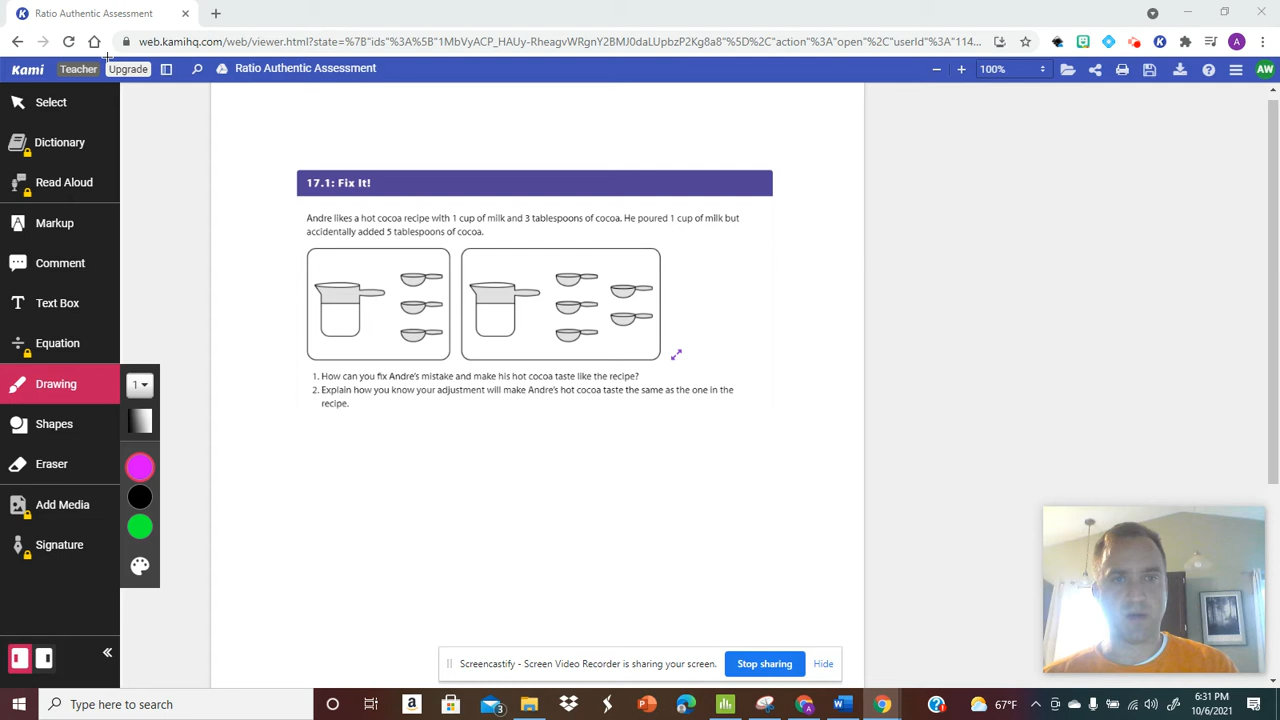 Ratio Authentic Assessment
web.kamihq.com/web/viewer.html?state=%7B"ids"%3A%5B"1MbVyACP_HAUy-RheagvWRgnY2BMJ0daLUpbzP2Kg8a8"%5D%2C"action"%3A"open"%2C"userId"%3A"114...
A
Kami
Teacher
Upgrade
Ratio Authentic Assessment
100%
AW
Select
Dictionary
Read Aloud
Markup
Comment
Text Box
Equation
Drawing
Shapes
Eraser
Add Media
Signature
1
17.1: Fix It!
Andre likes a hot cocoa recipe with 1 cup of milk and 3 tablespoons of cocoa. He poured 1 cup of milk but
accidentally added 5 tablespoons of cocoa.
1. How can you fix Andre's mistake and make his hot cocoa taste like the recipe?
2. Explain how you know your adjustment will make Andre's hot cocoa taste the same as the one in the
recipe.
Screencastify - Screen Video Recorder is sharing your screen.
Stop sharing
Hide
Type here to search
3
67°F
6:31 PM
10/6/2021